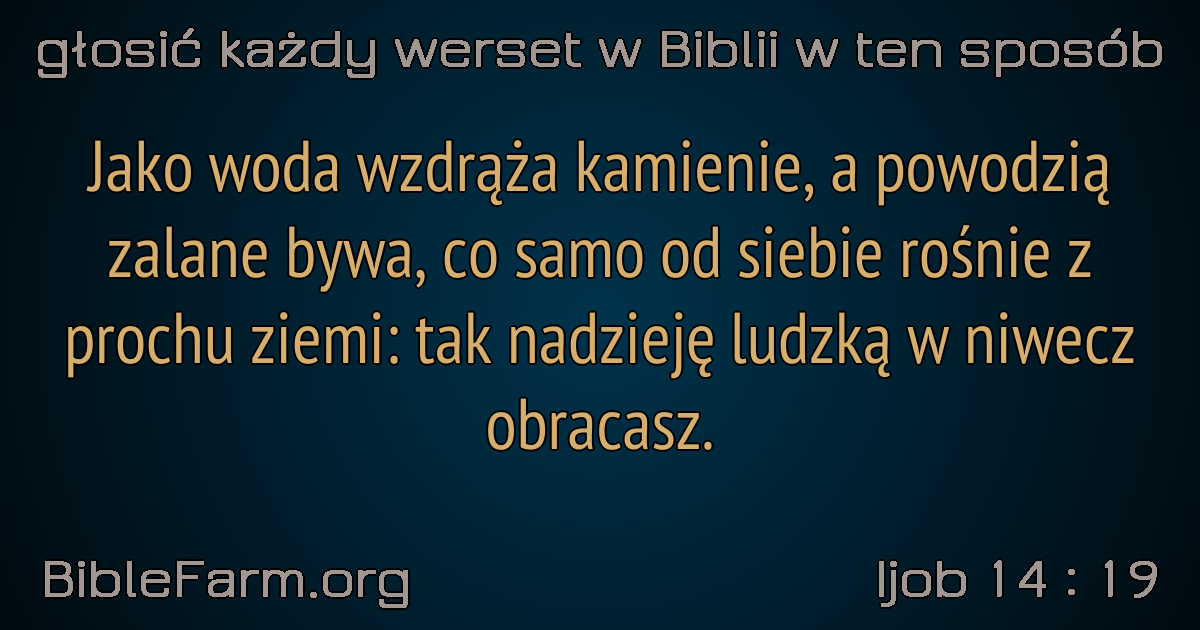 głosić każdy werset w Biblii w ten sposób
Jako woda wzdrąża kamienie, a powodzią
zalane bywa, co samo od siebie rośnie z
prochu ziemi: tak nadzieję ludzką w niwecz
obracasz.
BibleFarm.org
Ijob 14 : 19